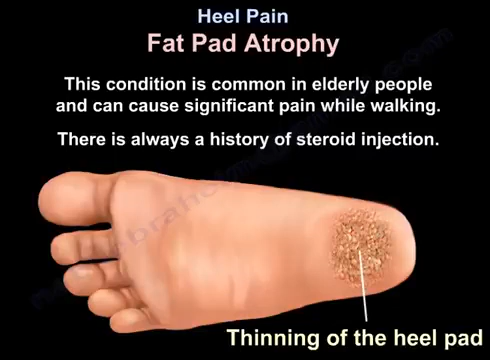 Heel Pain
Fat Pad Atrophy
This condition is common in elderly people
and can cause significant pain while walking.
There is always a history of steroid injection.
Thinning of the heel pad